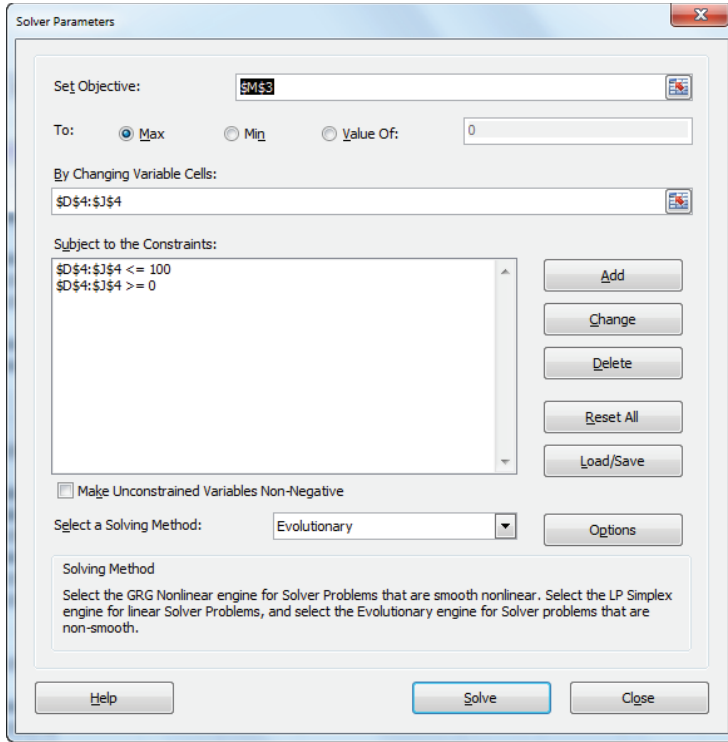 Solver Parameters
Set Objective: $M$3
To: Max Min Value Of: 0
By Changing Variable Cells:
$D$4:$J$4
Subject to the Constraints:
$D$4:$J$4 <= 100
$D$4:$J$4 >= 0
Add
Change
Delete
Reset All
Load/Save
Make Unconstrained Variables Non-Negative
Select a Solving Method: Evolutionary Options
Solving Method
Select the GRG Nonlinear engine for Solver Problems that are smooth nonlinear. Select the LP Simplex
engine for linear Solver Problems, and select the Evolutionary engine for Solver problems that are
non-smooth.
Help Solve Close